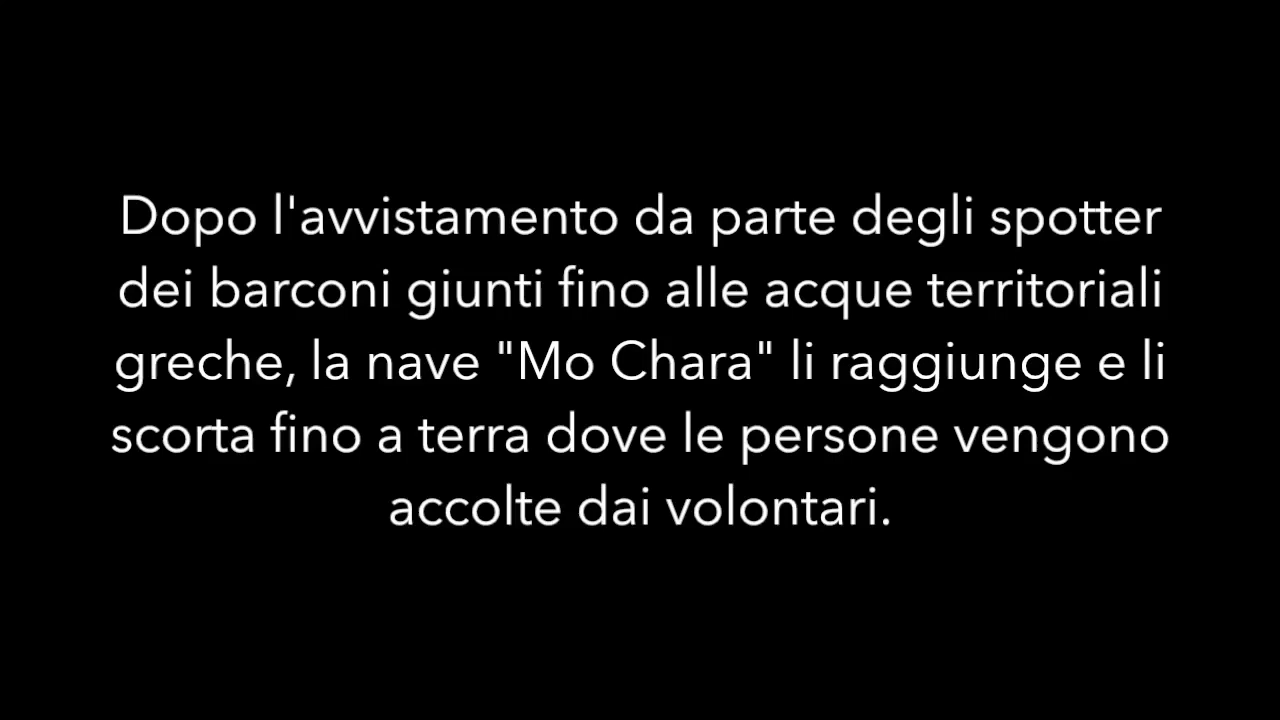 Dopo l'avvistamento da parte degli spotter
dei barconi giunti fino alle acque territoriali
greche, la nave "Mo Chara" li raggiunge e li
scorta fino a terra dove le persone vengono
accolte dai volontari.